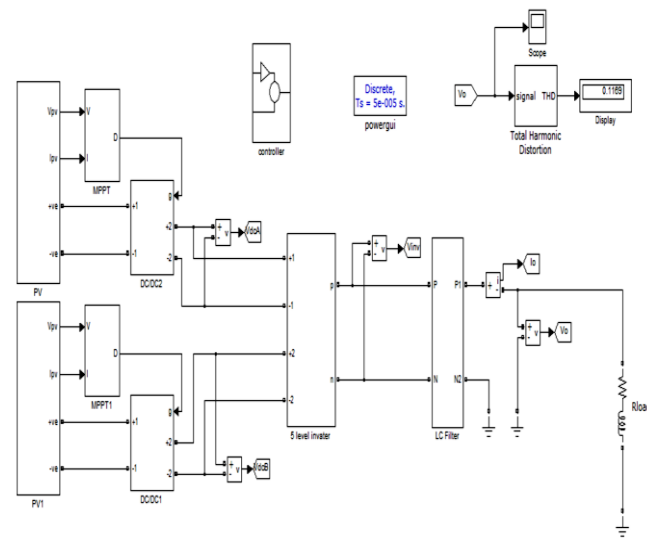 Scope
Vo
signal THD
0.1169
Display
Total Harmonic
Distortion
Discrete,
Ts = 5e-005 s.
powergui
controller
Vpv
Ipv
+ve
-ve
PV
V
I
D
MPPT
g
+1
-1
+2
-2
DC/DC2
+
-
v
VdcA
Vpv
Ipv
+ve
-ve
PV1
V
I
D
MPPT1
g
+1
-1
+2
-2
DC/DC1
+
-
v
VdcB
+1
-1
+2
-2
p
n
5 level invater
+
-
v
Vinv
P
N
P1
N2
LC Filter
+
i
-
Io
+
-
v
Vo
Rloa